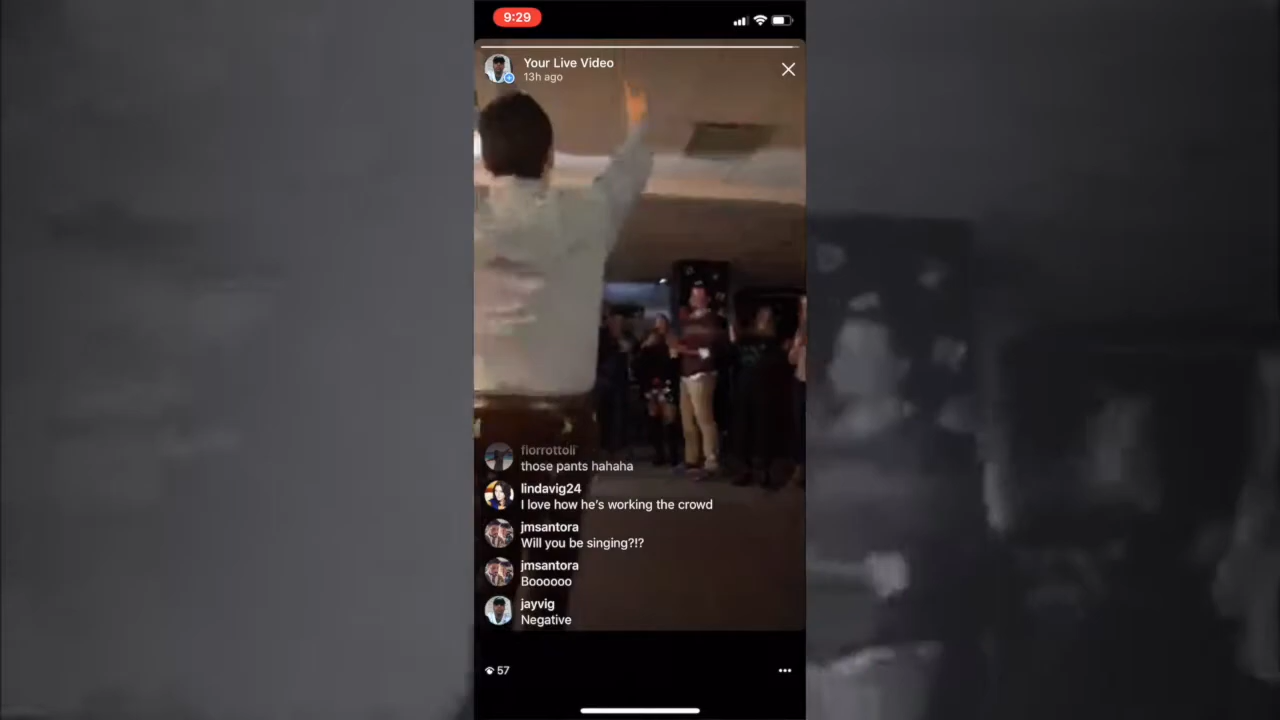 9:29
Your Live Video
13h ago
fiorrottoli
those pants hahaha
lindavig24
I love how he's working the crowd
jmsantora
Will you be singing?!?
jmsantora
Boooooo
jayvig
Negative
57